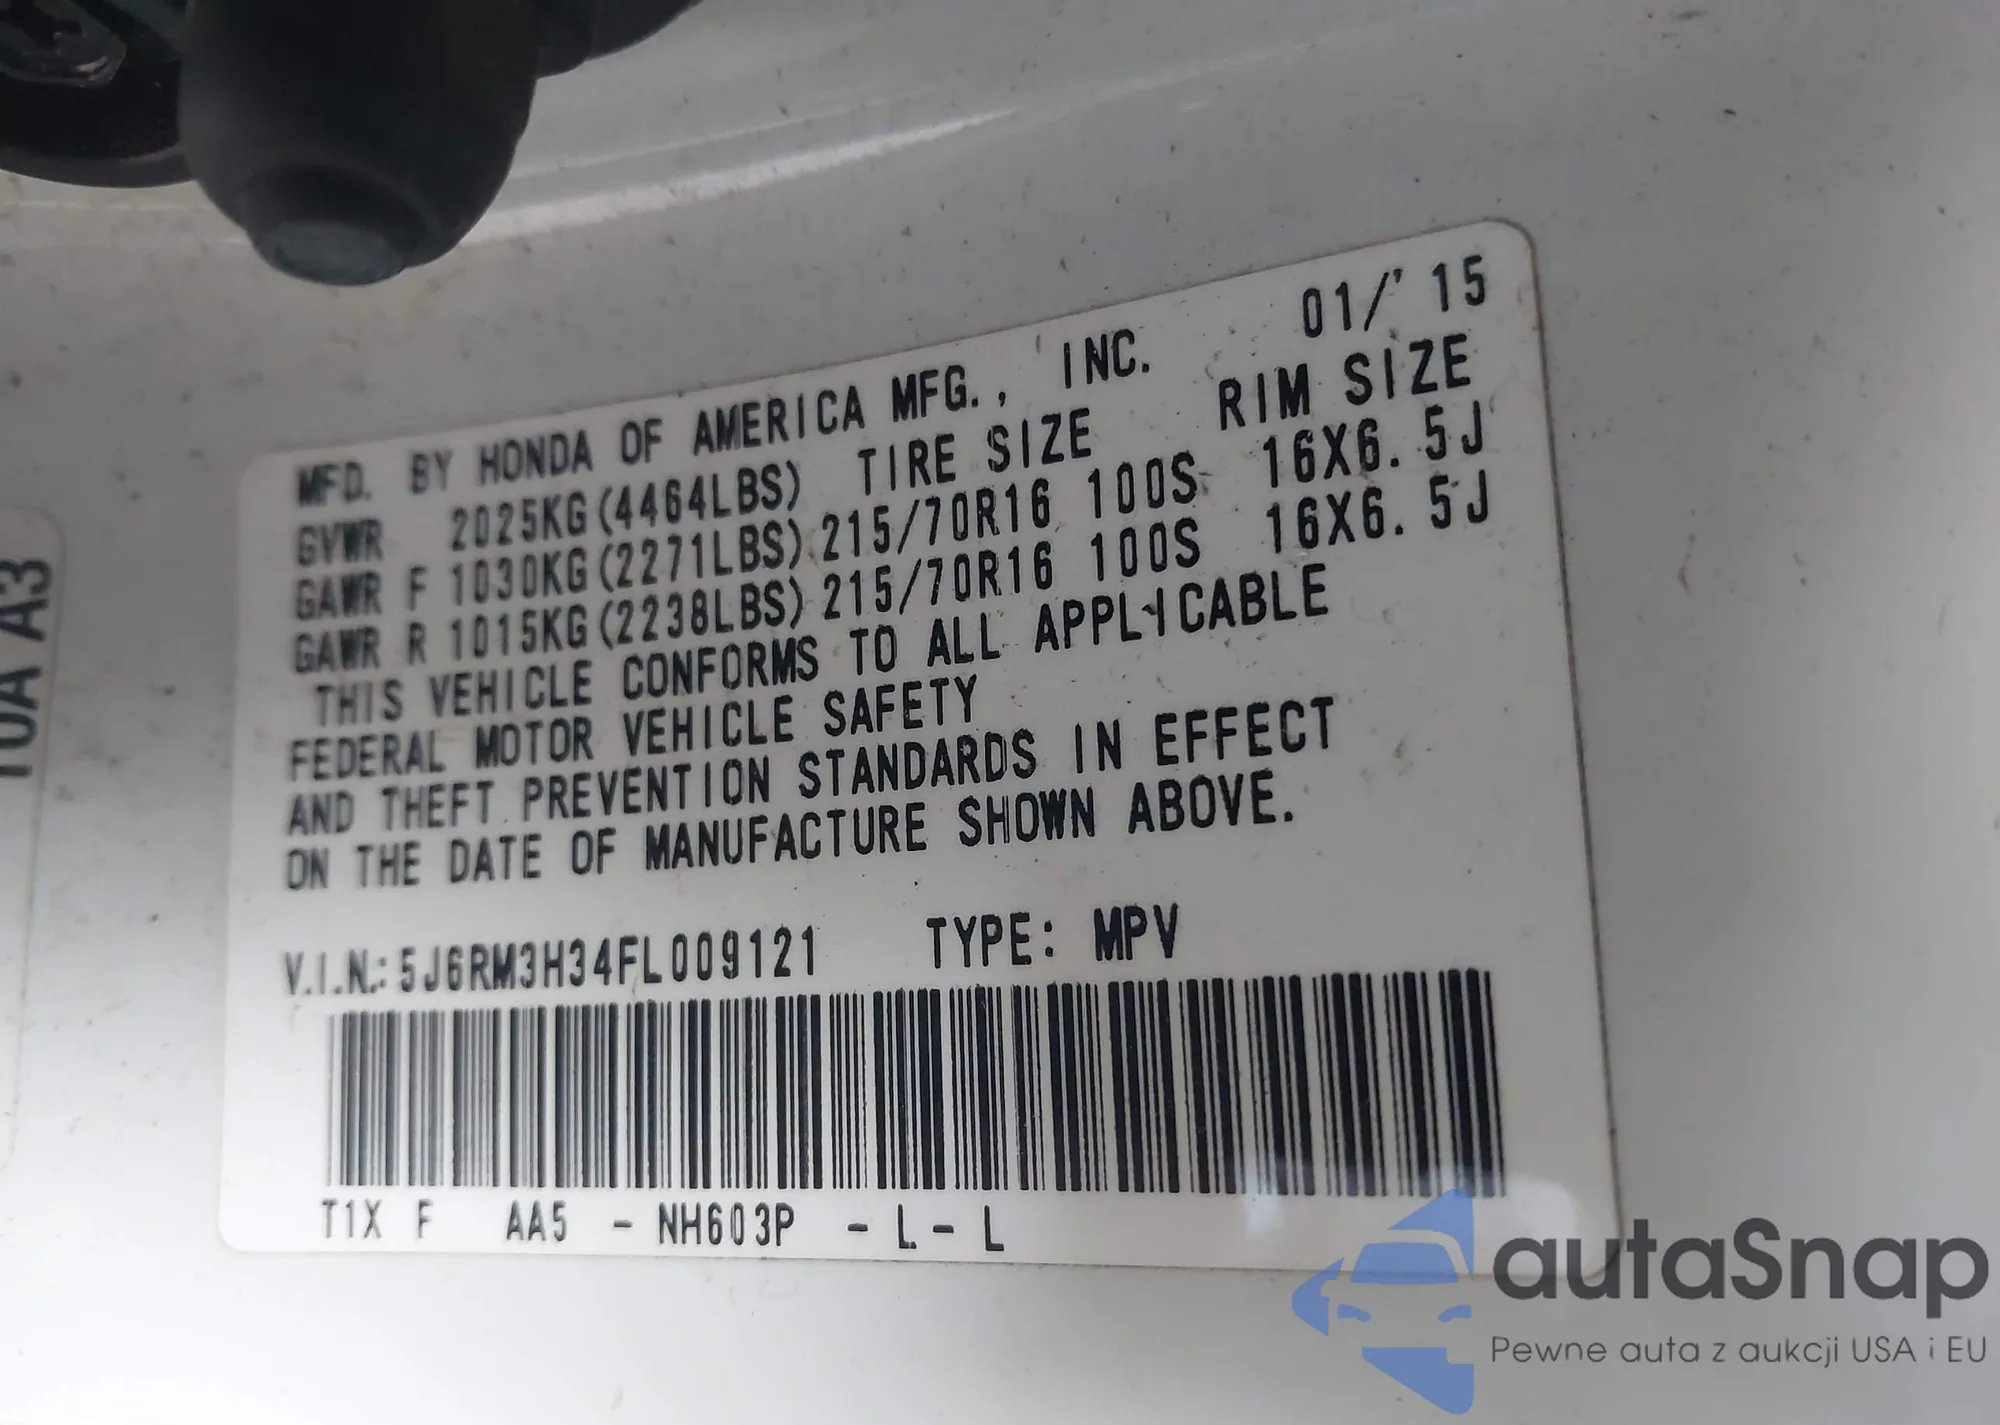 MFD. BY HONDA OF AMERICA MFG., INC. 01/'15
GVWR 2025KG(4464LBS) TIRE SIZE RIM SIZE
GAWR F 1030KG(2271LBS) 215/70R16 100S 16X6.5J
GAWR R 1015KG(2238LBS) 215/70R16 100S 16X6.5J
THIS VEHICLE CONFORMS TO ALL APPLICABLE
FEDERAL MOTOR VEHICLE SAFETY
AND THEFT PREVENTION STANDARDS IN EFFECT
ON THE DATE OF MANUFACTURE SHOWN ABOVE.
V.I.N.: 5J6RM3H34FL009121 TYPE: MPV
T1X F AA5 - NH603P - L - L
10A A3
autaSnap
Pewne auta z aukcji USA i EU